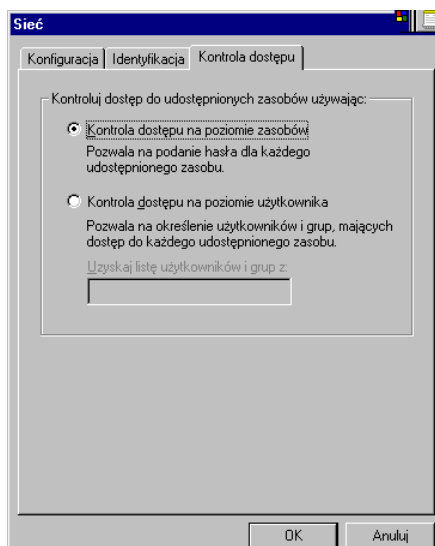 Sieć
Konfiguracja Identyfikacja Kontrola dostępu
Kontroluj dostęp do udostępnionych zasobów używając:
Kontrola dostępu na poziomie zasobów
Pozwala na podanie hasła dla każdego
udostępnionego zasobu.
Kontrola dostępu na poziomie użytkownika
Pozwala na określenie użytkowników i grup, mających
dostęp do każdego udostępnionego zasobu.
Uzyskaj listę użytkowników i grup z:
OK Anuluj